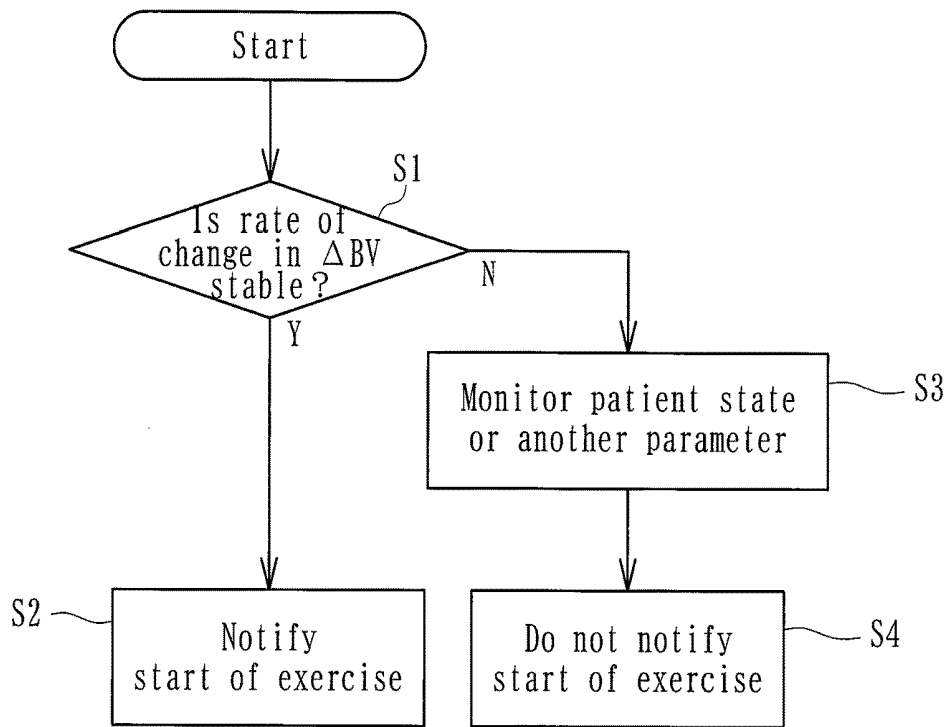 Start
S1
Is rate of
change in ΔBV
stable?
N
Y
Monitor patient state
or another parameter
S3
S2
Notify
start of exercise
Do not notify
start of exercise
S4